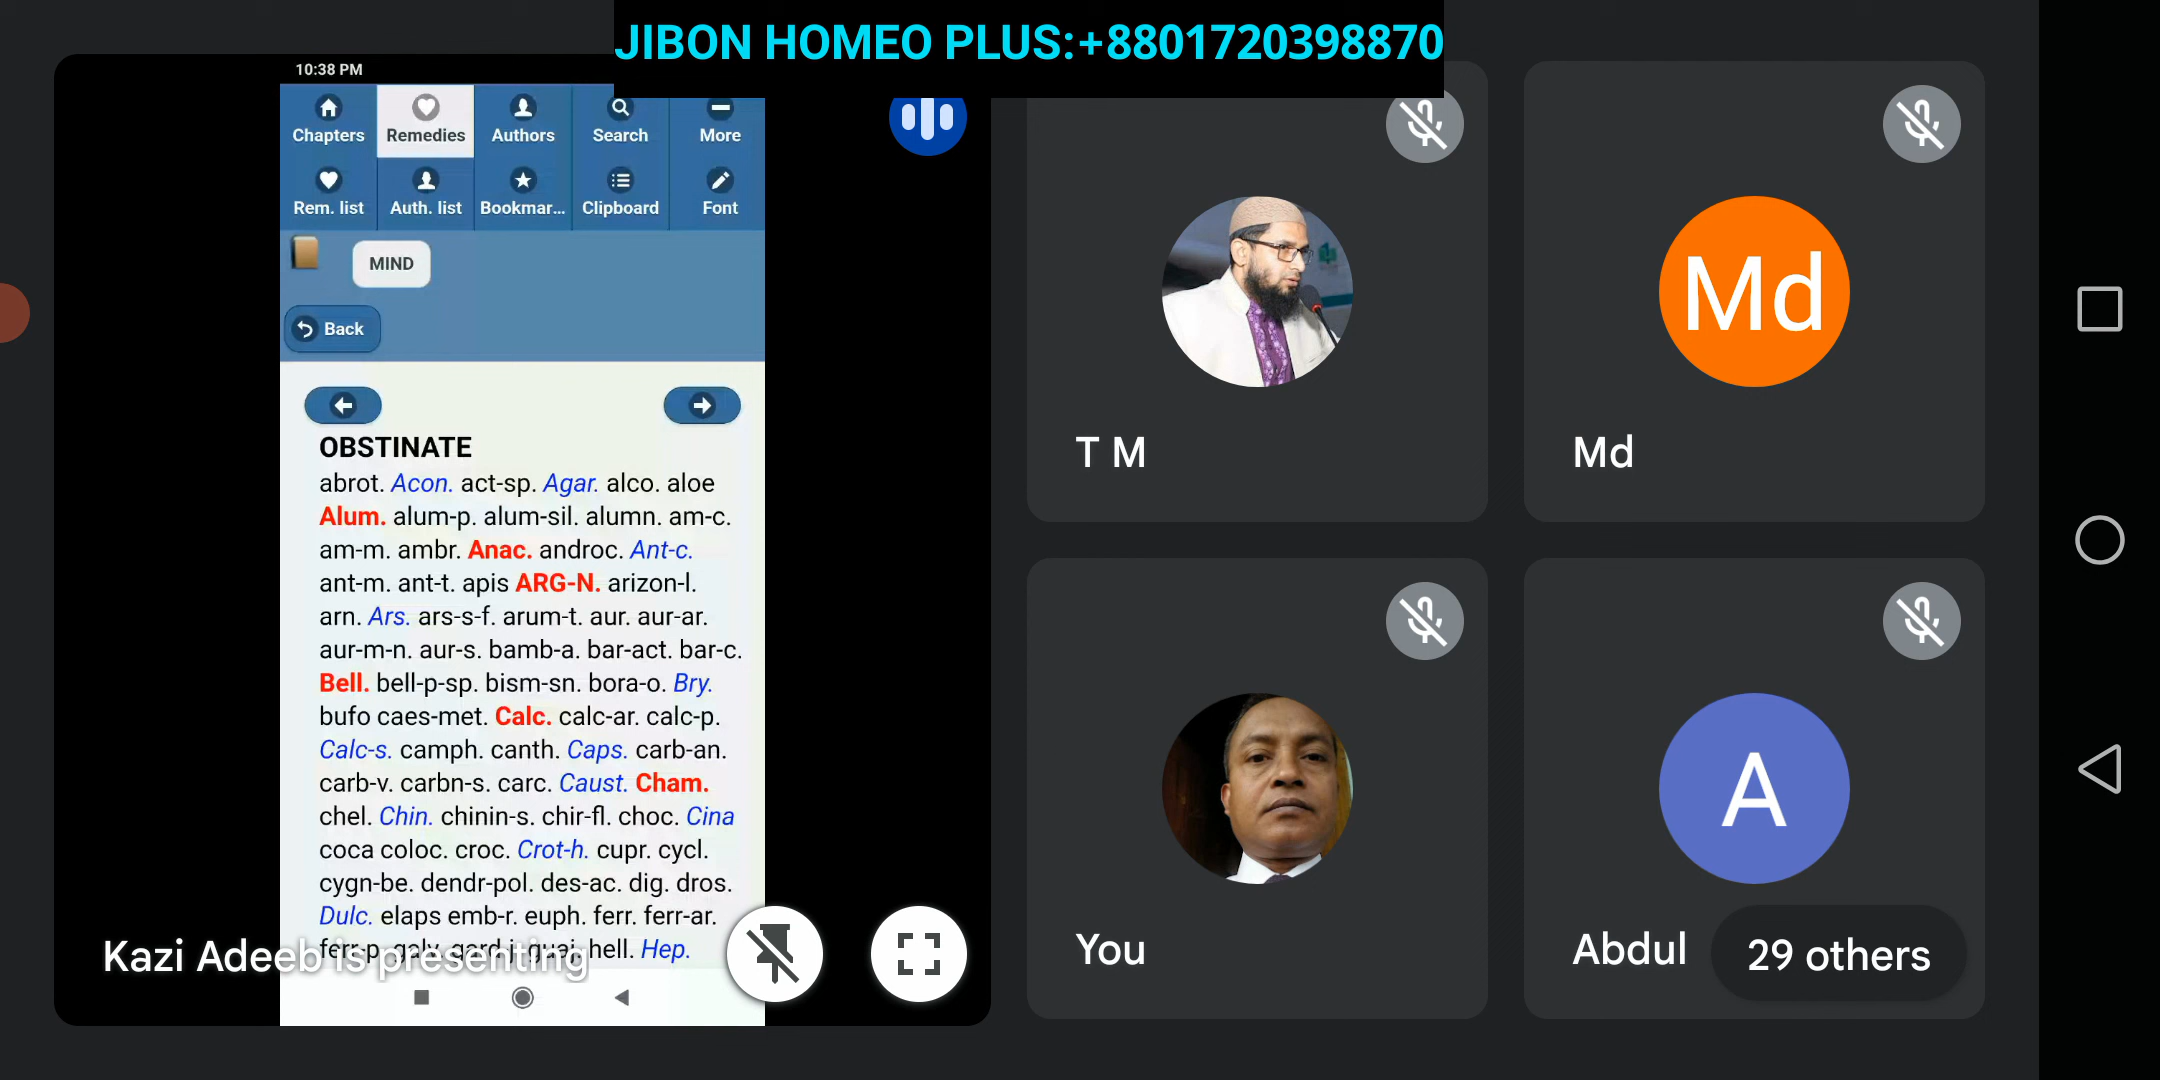 JIBON HOMEO PLUS:+8801720398870
10:38 PM
Chapters Remedies Authors Search More
Rem. list Auth. list Bookmar... Clipboard Font
MIND
Back
OBSTINATE
abrot. Acon. act-sp. Agar. alco. aloe
Alum. alum-p. alum-sil. alumn. am-c.
am-m. ambr. Anac. androc. Ant-c.
ant-m. ant-t. apis ARG-N. arizon-l.
arn. Ars. ars-s-f. arum-t. aur. aur-ar.
aur-m-n. aur-s. bamb-a. bar-act. bar-c.
Bell. bell-p-sp. bism-sn. bora-o. Bry.
bufo caes-met. Calc. calc-ar. calc-p.
Calc-s. camph. canth. Caps. carb-an.
carb-v. carbn-s. carc. Caust. Cham.
chel. Chin. chinin-s. chir-fl. choc. Cina
coca coloc. croc. Crot-h. cupr. cycl.
cygn-be. dendr-pol. des-ac. dig. dros.
Dulc. elaps emb-r. euph. ferr. ferr-ar.
ferr-p. galv. gard-j. guai. hell. Hep.
Kazi Adeeb is presenting
T M
Md
Md
You
A
Abdul
29 others